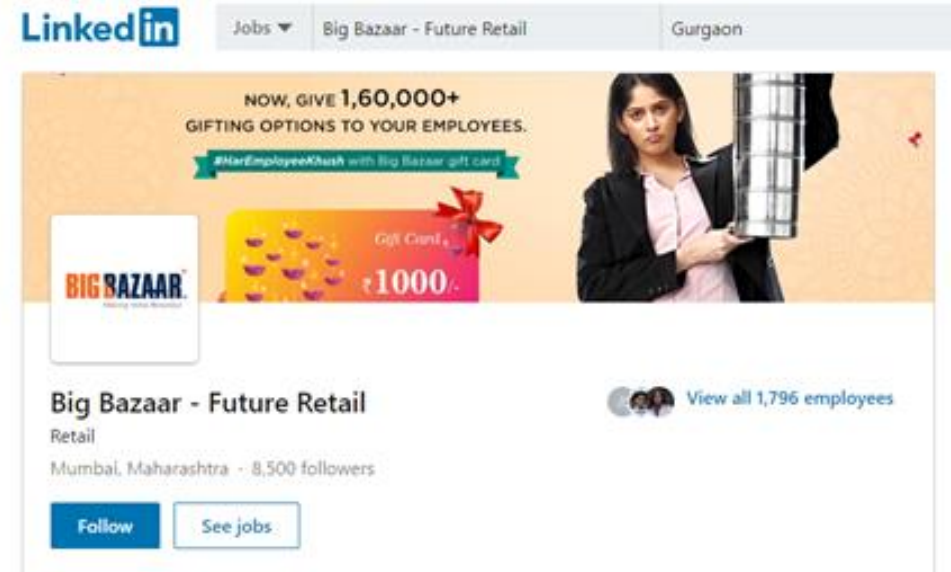 Linked in
Jobs
Big Bazaar - Future Retail
Gurgaon
NOW, GIVE 1,60,000+
GIFTING OPTIONS TO YOUR EMPLOYEES.
#HarEmployeeKhush with Big Bazaar gift card
Gift Card
₹1000/-
BIG BAZAAR
Big Bazaar - Future Retail
View all 1,796 employees
Retail
Mumbai, Maharashtra - 8,500 followers
Follow
See jobs